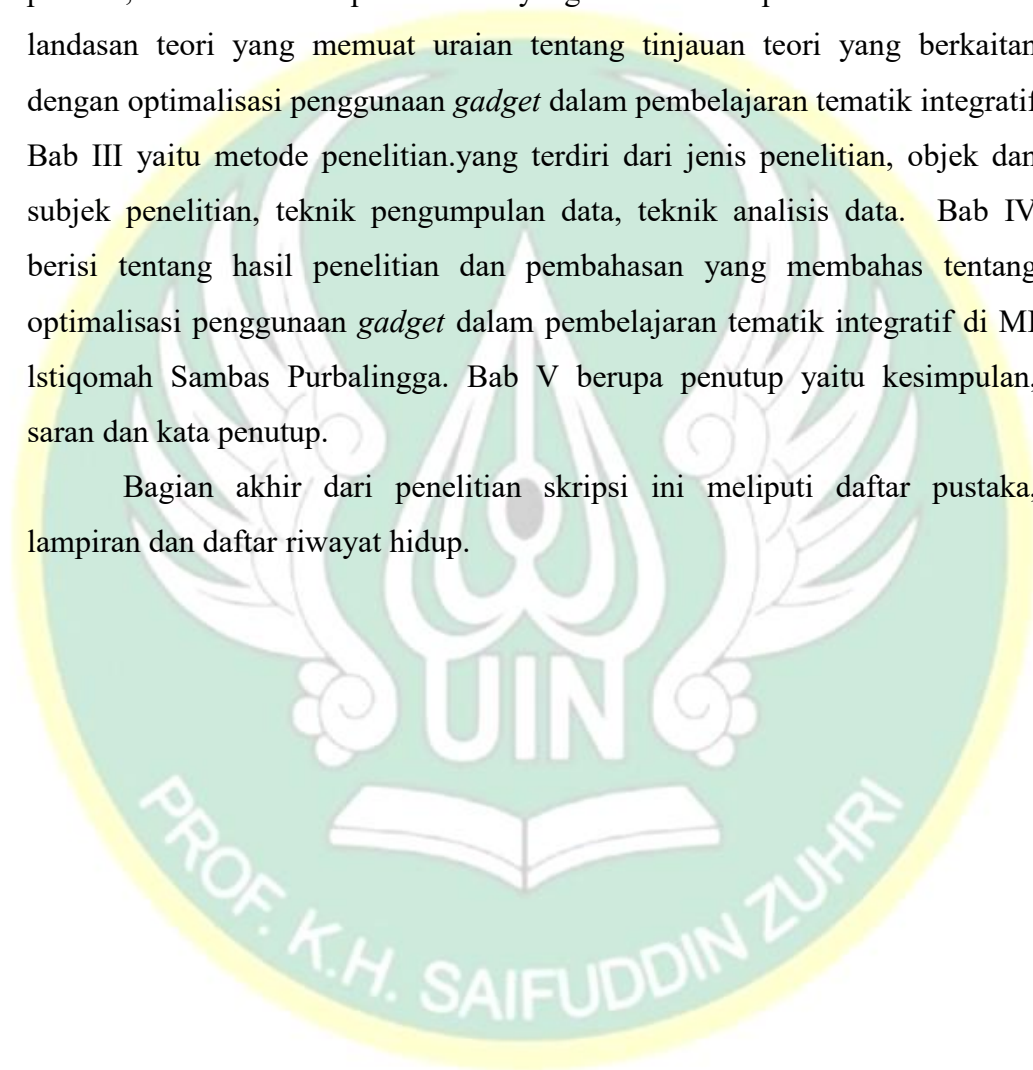 landasan teori yang memuat uraian tentang tinjauan teori yang berkaitan
dengan optimalisasi penggunaan gadget dalam pembelajaran tematik integratif
Bab III yaitu metode penelitian.yang terdiri dari jenis penelitian, objek dan
subjek penelitian, teknik pengumpulan data, teknik analisis data. Bab IV
berisi tentang hasil penelitian dan pembahasan yang membahas tentang
optimalisasi penggunaan gadget dalam pembelajaran tematik integratif di MI
lstiqomah Sambas Purbalingga. Bab V berupa penutup yaitu kesimpulan,
saran dan kata penutup.
Bagian akhir dari penelitian skripsi ini meliputi daftar pustaka,
lampiran dan daftar riwayat hidup.
UIN
PROF. K.H. SAIFUDDIN ZUHRI